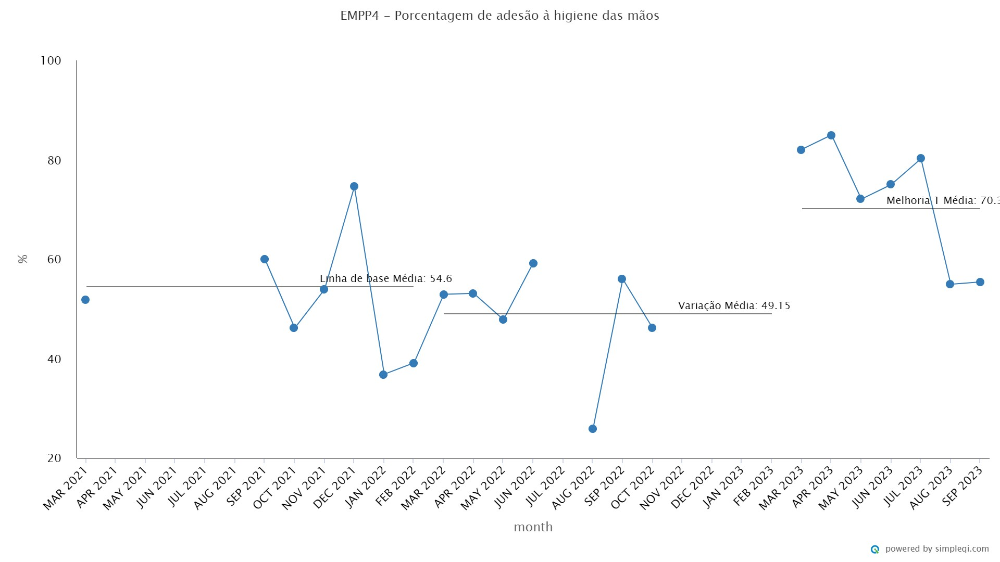 EMPP4 – Porcentagem de adesão à higiene das mãos
100
80
60
40
20
%
Linha de base Média: 54.6
Variação Média: 49.15
Melhoria 1 Média: 70.3
MAR 2021
APR 2021
MAY 2021
JUN 2021
JUL 2021
AUG 2021
SEP 2021
OCT 2021
NOV 2021
DEC 2021
JAN 2022
FEB 2022
MAR 2022
APR 2022
MAY 2022
JUN 2022
JUL 2022
AUG 2022
SEP 2022
OCT 2022
NOV 2022
DEC 2022
JAN 2023
FEB 2023
MAR 2023
APR 2023
MAY 2023
JUN 2023
JUL 2023
AUG 2023
SEP 2023
month
powered by simpleqi.com